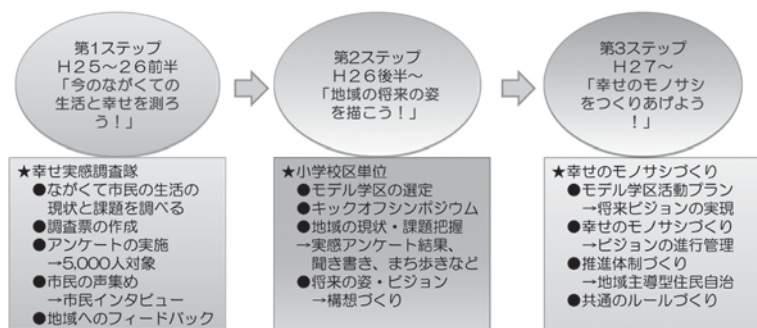 第1ステップ
H25～26前半
「今のながくての
生活と幸せを測ろ
う！」
第2ステップ
H26後半～
「地域の将来の姿
を描こう！」
第3ステップ
H27～
「幸せのモノサシ
をつくりあげよう
！」
★幸せ実感調査隊
●ながくて市民の生活の
現状と課題を調べる
●調査票の作成
●アンケートの実施
→5,000人対象
●市民の声集め
→市民インタビュー
●地域へのフィードバック
★小学校区単位
●モデル学区の選定
●キックオフシンポジウム
●地域の現状・課題把握
→実感アンケート結果、
聞き書き、まち歩きなど
●将来の姿・ビジョン
→構想づくり
★幸せのモノサシづくり
●モデル学区活動プラン
→将来ビジョンの実現
●幸せのモノサシづくり
→ビジョンの進行管理
●推進体制づくり
→地域主導型住民自治
●共通のルールづくり